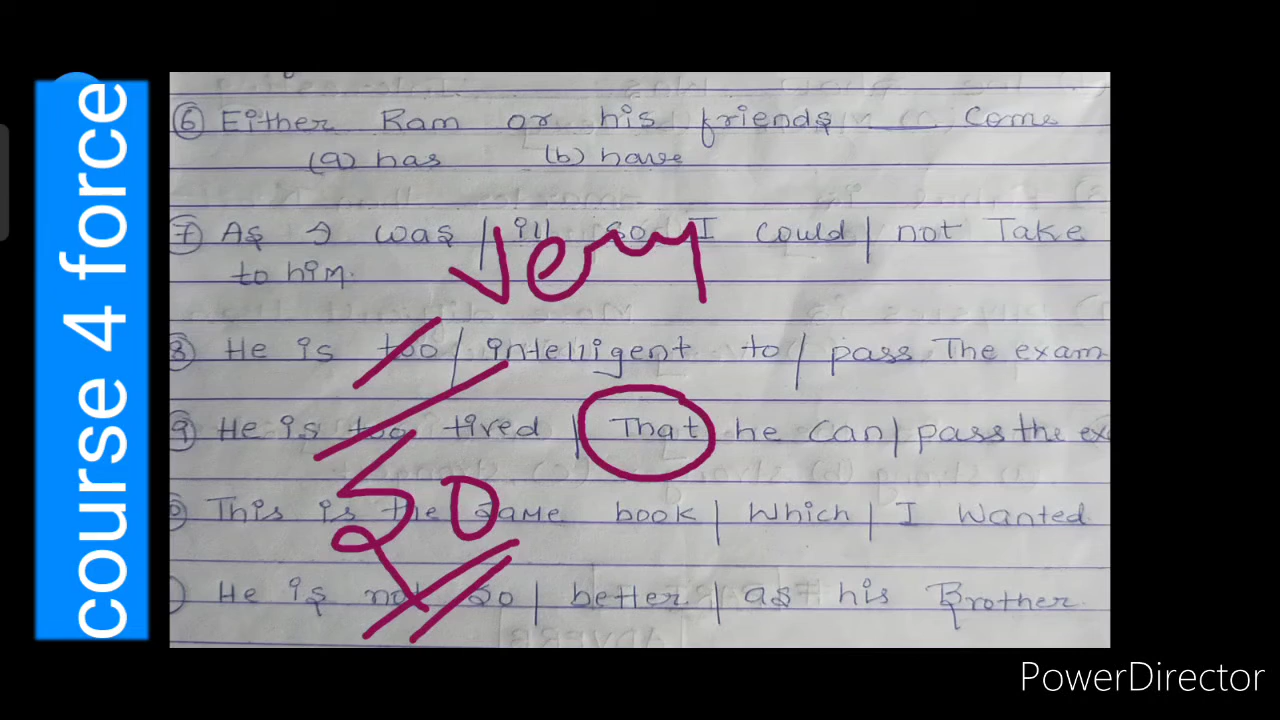 course 4 force
⑥ Either Ram or his friends ____ Come
(a) has (b) have
⑦ As I was / ill so I could / not Take
to him.
very
⑧ He is too / intelligent to / pass The exam
⑨ He is too tired / That he can / pass the ex
so
This is the same book / which / I wanted
He is not so / better / as his Brother.
PowerDirector